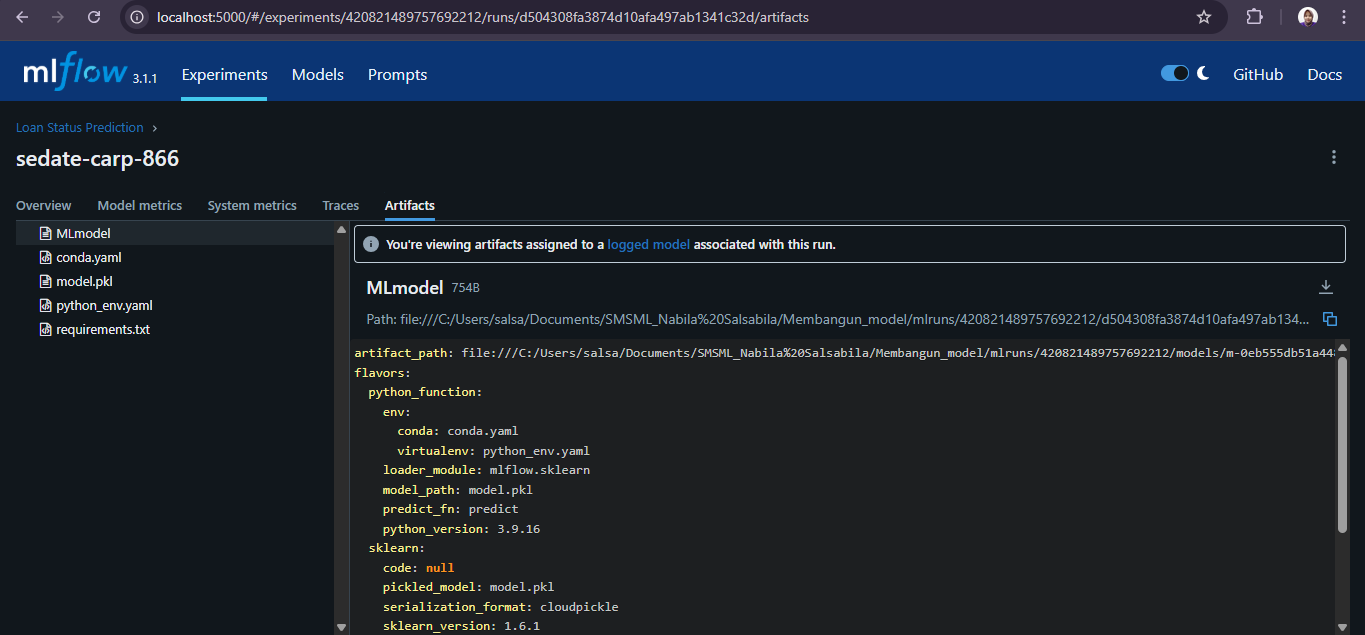 localhost:5000/#/experiments/420821489757692212/runs/d504308fa3874d10afa497ab1341c32d/artifacts
mlflow 3.1.1 Experiments Models Prompts GitHub Docs
Loan Status Prediction ›
sedate-carp-866
Overview Model metrics System metrics Traces Artifacts
MLmodel
conda.yaml
model.pkl
python_env.yaml
requirements.txt
You're viewing artifacts assigned to a logged model associated with this run.
MLmodel 754B
Path: file:///C:/Users/salsa/Documents/SMSML_Nabila%20Salsabila/Membangun_model/mlruns/420821489757692212/d504308fa3874d10afa497ab134...
artifact_path: file:///C:/Users/salsa/Documents/SMSML_Nabila%20Salsabila/Membangun_model/mlruns/420821489757692212/models/m-0eb555db51a44
flavors:
python_function:
env:
conda: conda.yaml
virtualenv: python_env.yaml
loader_module: mlflow.sklearn
model_path: model.pkl
predict_fn: predict
python_version: 3.9.16
sklearn:
code: null
pickled_model: model.pkl
serialization_format: cloudpickle
sklearn_version: 1.6.1